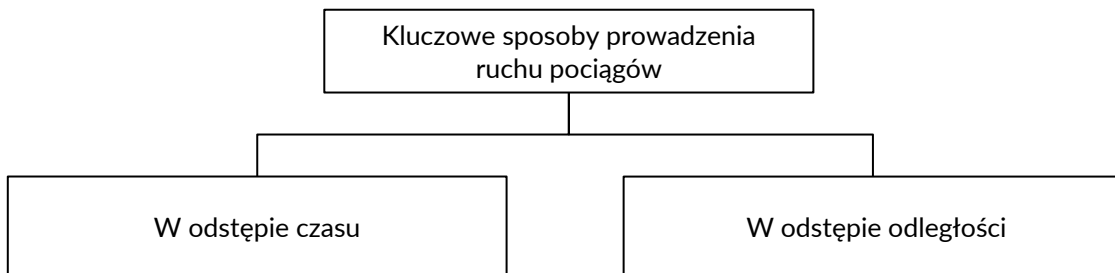 Kluczowe sposoby prowadzenia
ruchu pociągów
W odstępie czasu
W odstępie odległości